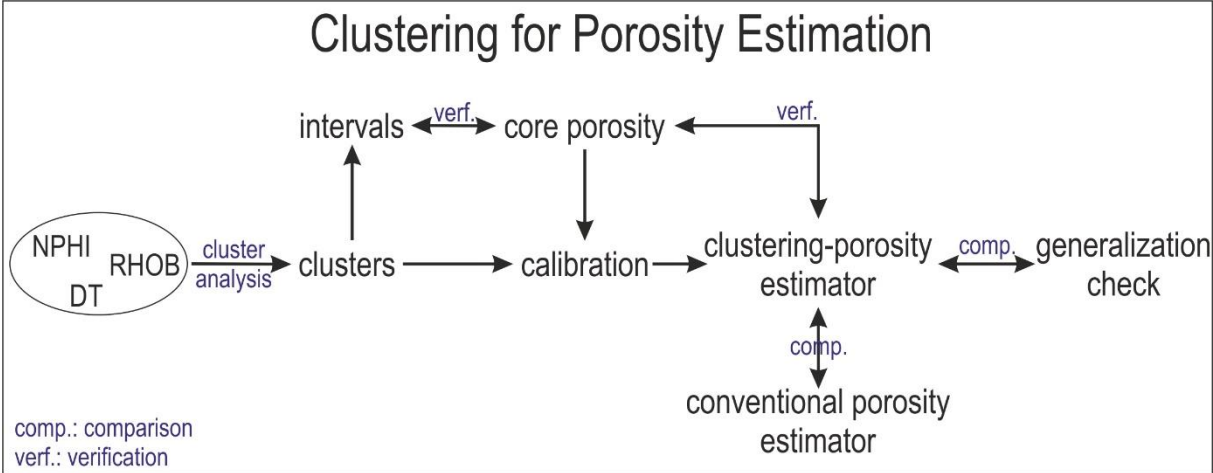 Clustering for Porosity Estimation
intervals verf. core porosity verf.
NPHI
RHOB
DT
cluster
analysis
clusters calibration
clustering-porosity
estimator
comp.
generalization
check
comp.
conventional porosity
estimator
comp.: comparison
verf.: verification